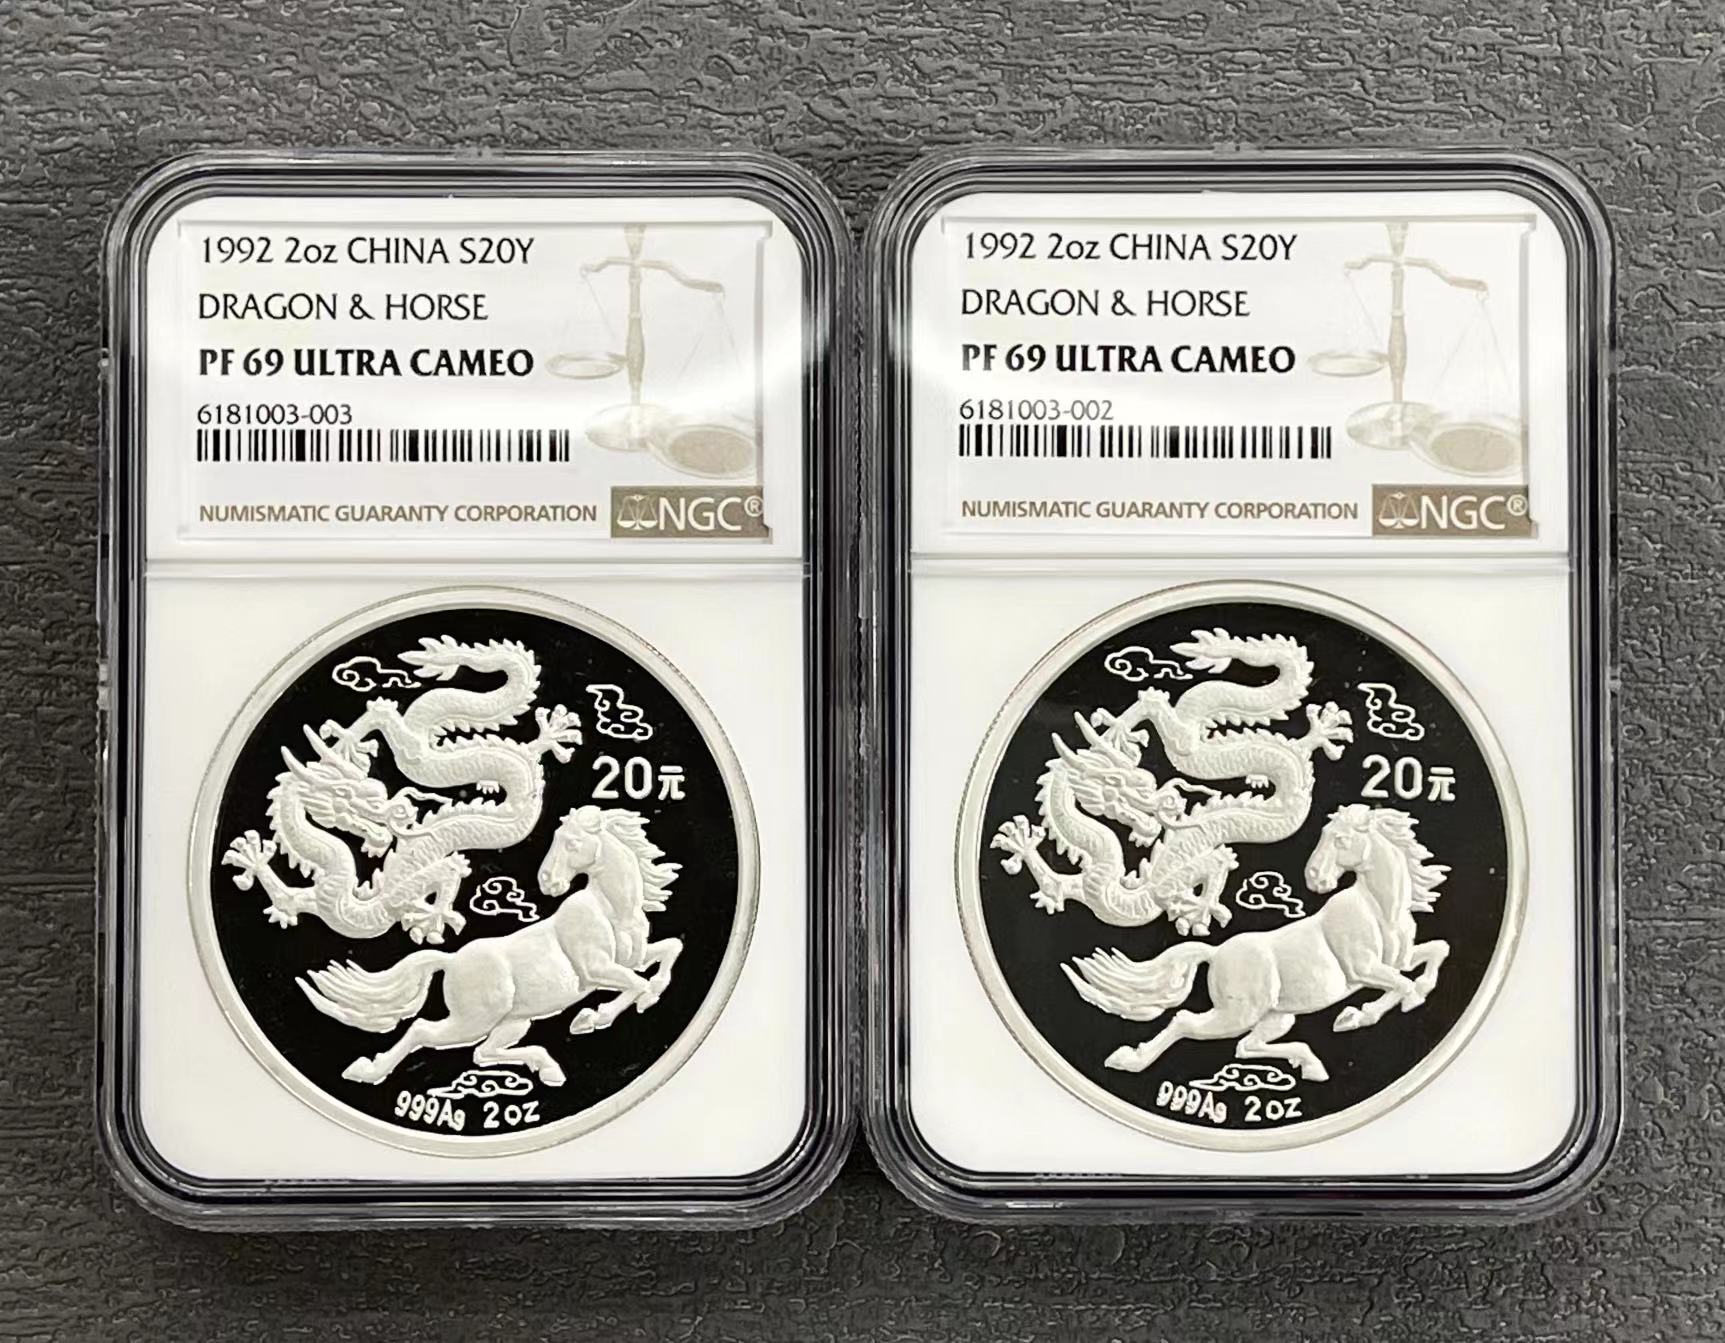 1992 2oz CHINA S20Y
DRAGON & HORSE
PF 69 ULTRA CAMEO
6181003-003
NUMISMATIC GUARANTY CORPORATION NGC®
20元
999Ag 2oz
1992 2oz CHINA S20Y
DRAGON & HORSE
PF 69 ULTRA CAMEO
6181003-002
NUMISMATIC GUARANTY CORPORATION NGC®
20元
999Ag 2oz